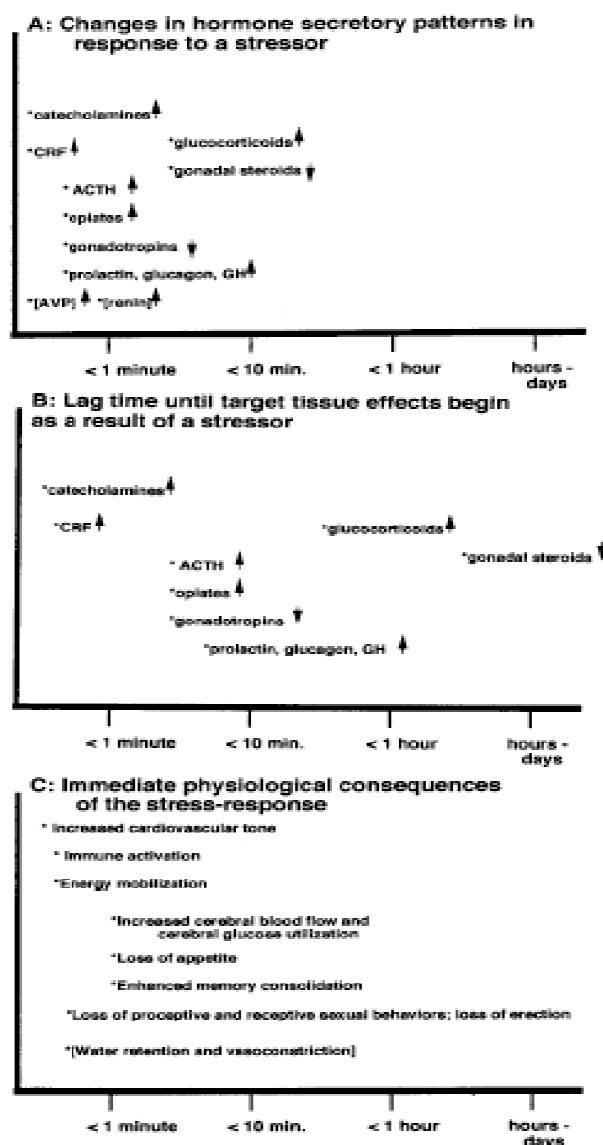 A: Changes in hormone secretory patterns in
response to a stressor
*catecholamines
*glucocorticoids
*CRF
*gonadal steroids
* ACTH
*opiates
*gonadotropins
*prolactin, glucagon, GH
*[AVP] *[renin]
< 1 minute < 10 min. < 1 hour hours -
days
B: Lag time until target tissue effects begin
as a result of a stressor
*catecholamines
*CRF *glucocorticoids
*gonadal steroids
* ACTH
*opiates
*gonadotropins
*prolactin, glucagon, GH
< 1 minute < 10 min. < 1 hour hours -
days
C: Immediate physiological consequences
of the stress-response
* Increased cardiovascular tone
* Immune activation
*Energy mobilization
*Increased cerebral blood flow and
cerebral glucose utilization
*Loss of appetite
*Enhanced memory consolidation
*Loss of proceptive and receptive sexual behaviors; loss of erection
*[Water retention and vasoconstriction]
< 1 minute < 10 min. < 1 hour hours -
days